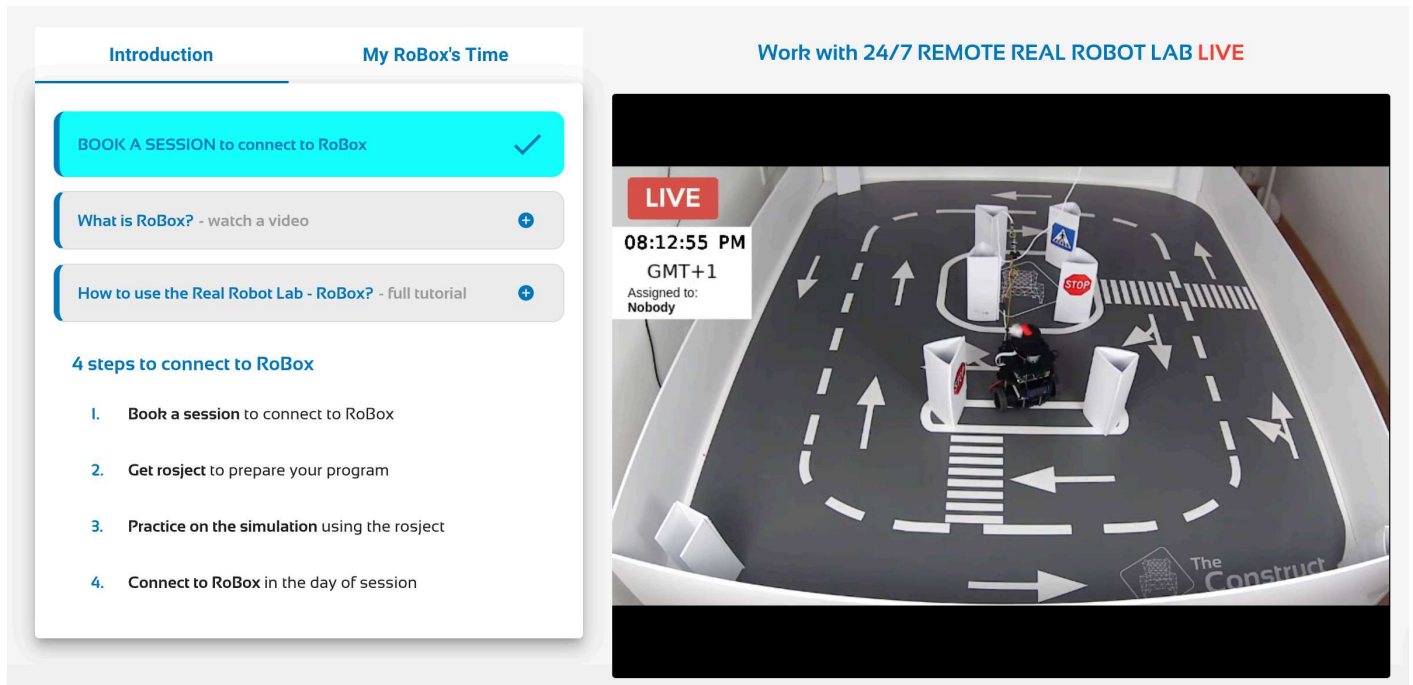 Introduction
My RoBox's Time
BOOK A SESSION to connect to RoBox
What is RoBox? - watch a video
How to use the Real Robot Lab - RoBox? - full tutorial
4 steps to connect to RoBox
1. Book a session to connect to RoBox
2. Get rosject to prepare your program
3. Practice on the simulation using the rosject
4. Connect to RoBox in the day of session
Work with 24/7 REMOTE REAL ROBOT LAB LIVE
LIVE
08:12:55 PM
GMT+1
Assigned to:
Nobody
STOP
The
Construct